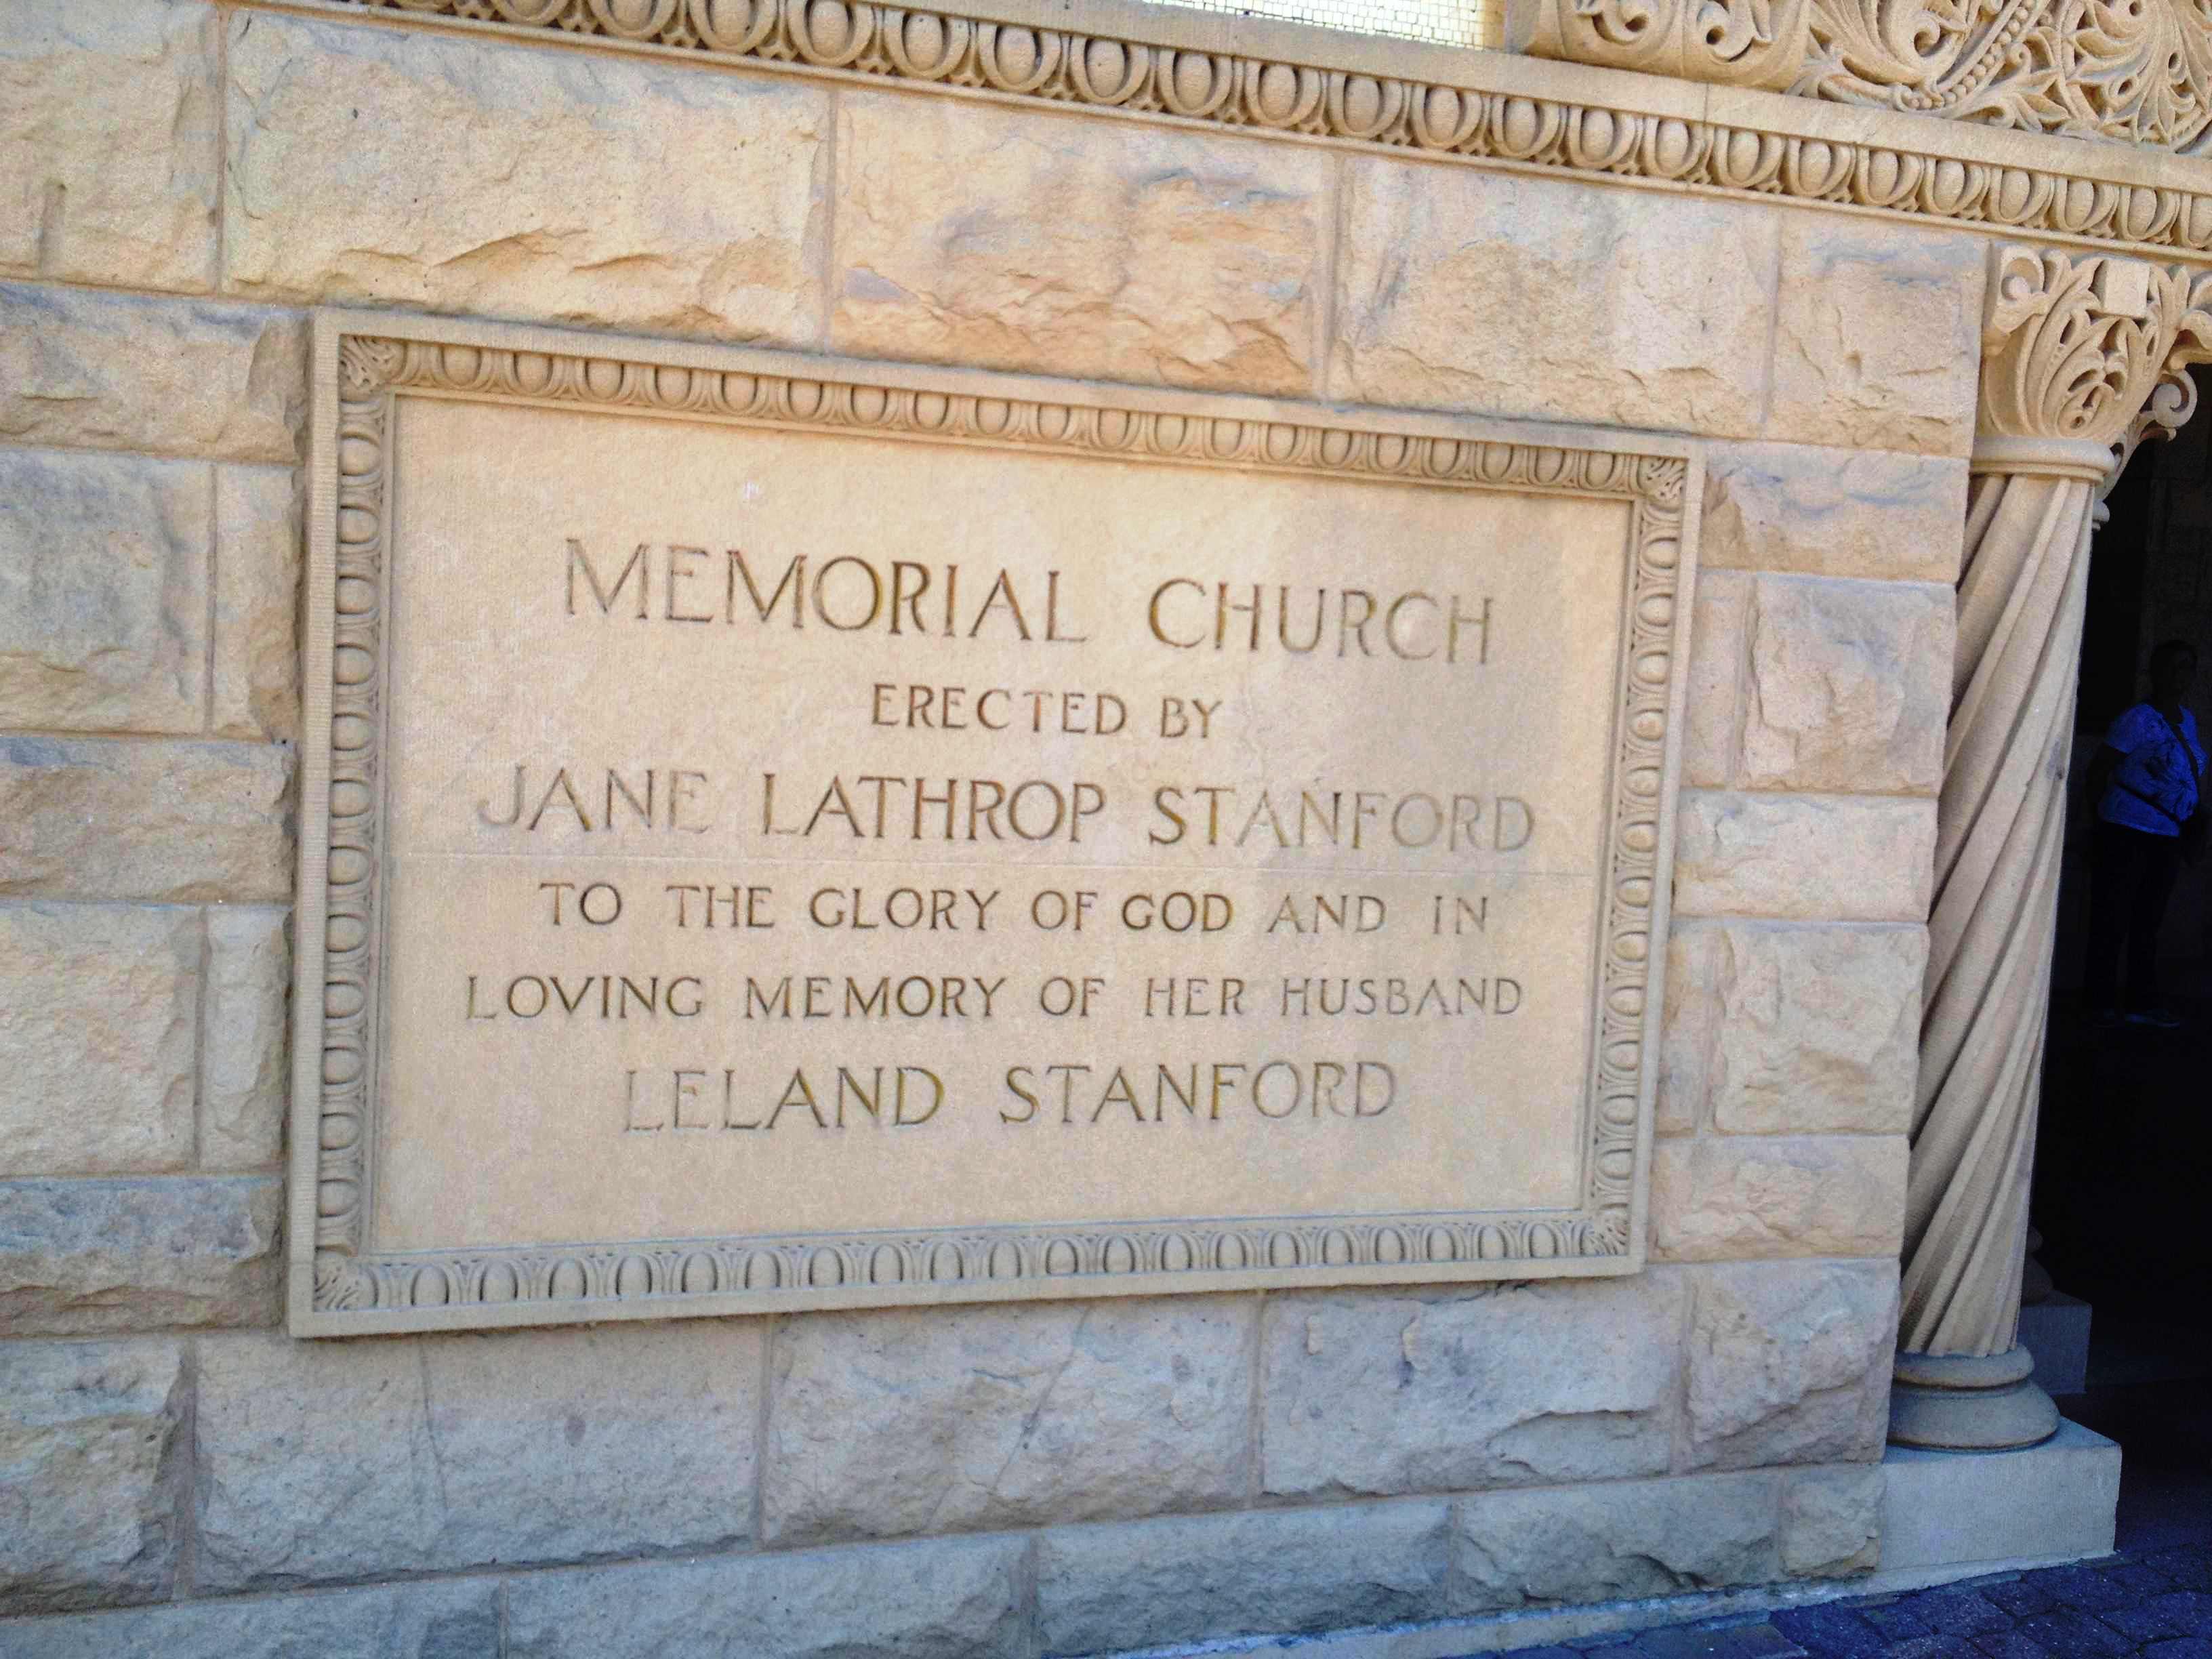 MEMORIAL CHURCH
ERECTED BY
JANE LATHROP STANFORD
TO THE GLORY OF GOD AND IN
LOVING MEMORY OF HER HUSBAND
LELAND STANFORD